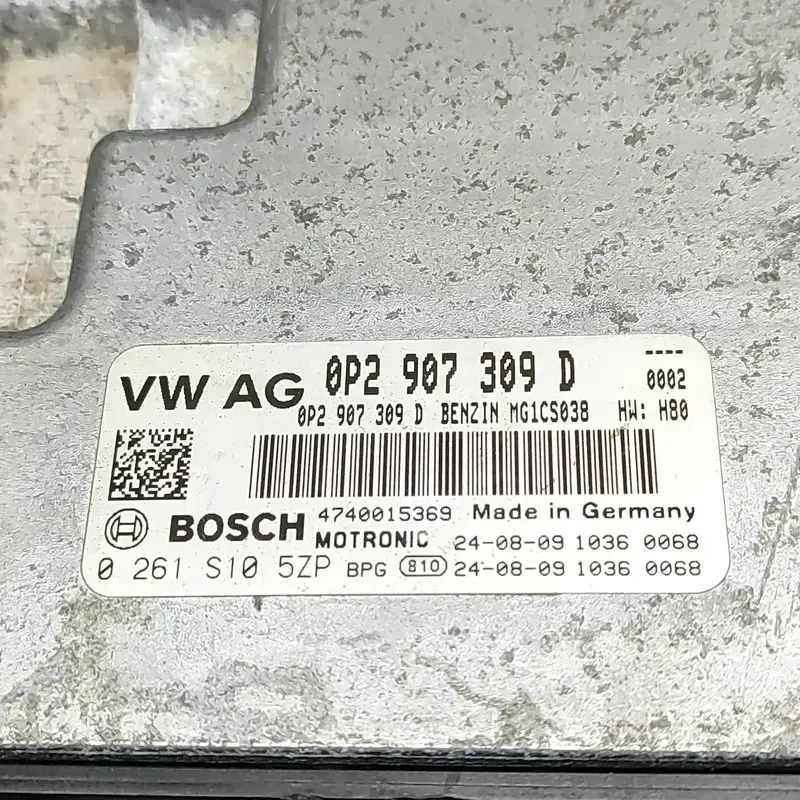 VW AG 0P2 907 309 D ----
0002
0P2 907 309 D BENZIN MG1CS038 HW: H80
4740015369 Made in Germany
BOSCH
MOTRONIC 24-08-09 1036 0068
0 261 S10 5ZP BPG 810 24-08-09 1036 0068